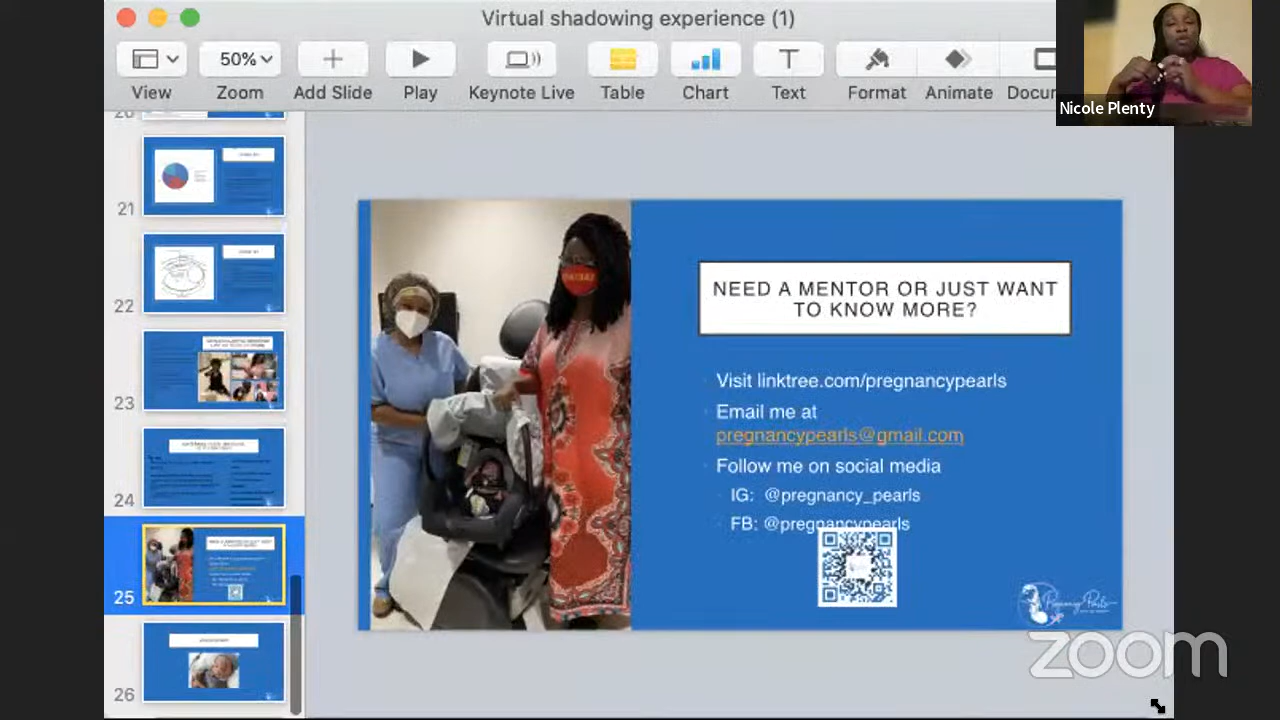 Virtual shadowing experience (1)
50%
View
Zoom
Add Slide
Play
Keynote Live
Table
Chart
Text
Format
Animate
Nicole Plenty
21
22
23
24
25
26
NEED A MENTOR OR JUST WANT
TO KNOW MORE?
Visit linktree.com/pregnancypearls
Email me at
pregnancypearls@gmail.com
Follow me on social media
IG: @pregnancy_pearls
FB: @pregnancypearls
Pregnancy Pearls
zoom